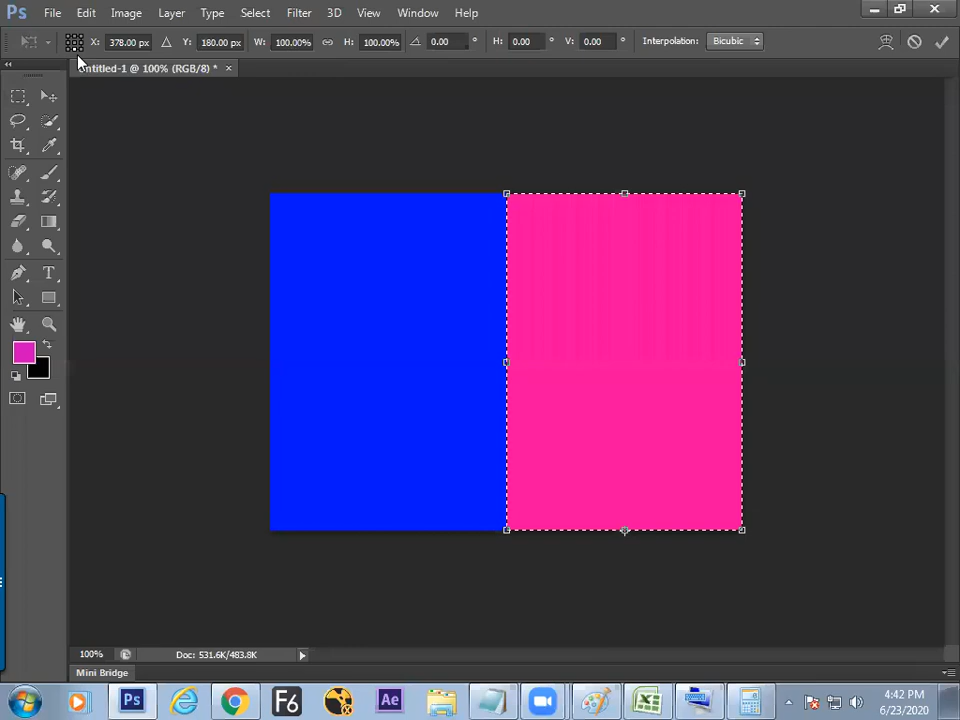 Ps File Edit Image Layer Type Select Filter 3D View Window Help
X: 378.00 px Y: 180.00 px W: 100.00% H: 100.00% 0.00 ° H: 0.00 ° V: 0.00 ° Interpolation: Bicubic
ntitled-1 @ 100% (RGB/8) * ×
T
100% Doc: 531.6K/483.8K
Mini Bridge
Ps F6 Ae
4:42 PM
6/23/2020